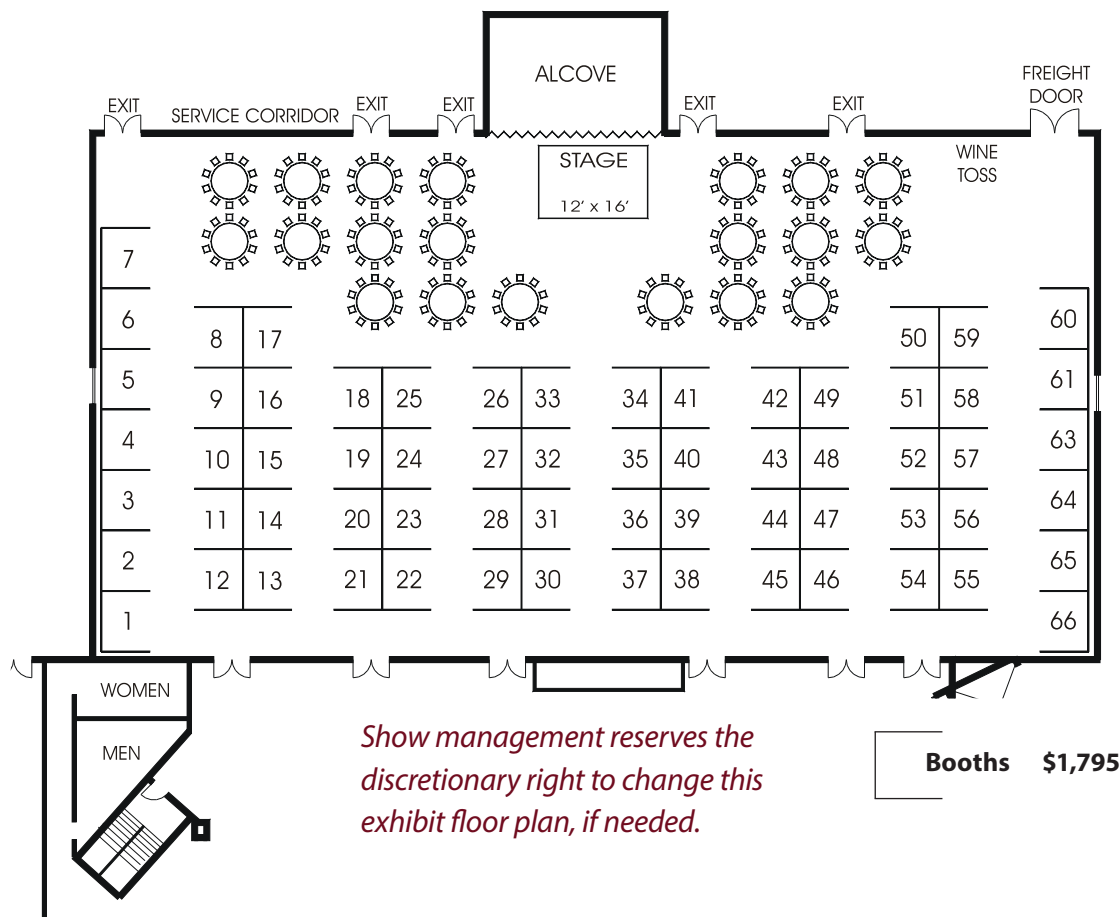 ALCOVE
FREIGHT
DOOR
EXIT
SERVICE CORRIDOR
EXIT
EXIT
EXIT
EXIT
STAGE
12' x 16'
WINE
TOSS
7
6
5
4
3
2
1
8 17
9 16
10 15
11 14
12 13
18 25
19 24
20 23
21 22
26 33
27 32
28 31
29 30
34 41
35 40
36 39
37 38
42 49
43 48
44 47
45 46
50 59
51 58
52 57
53 56
54 55
60
61
63
64
65
66
WOMEN
MEN
Show management reserves the
discretionary right to change this
exhibit floor plan, if needed.
Booths $1,795